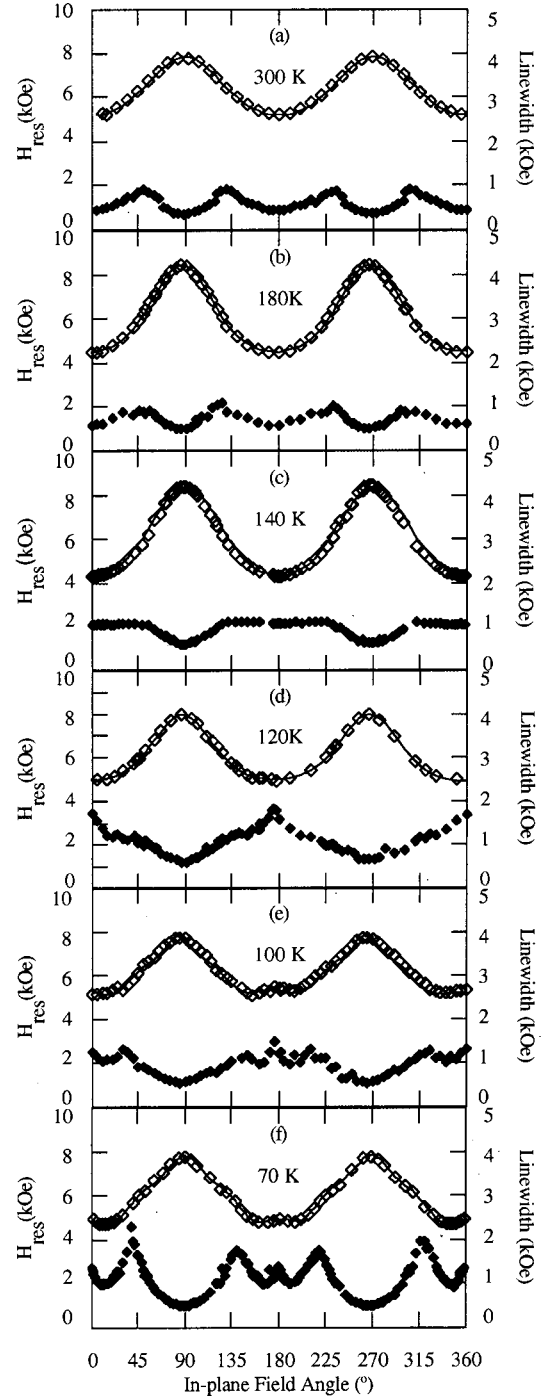 (a)
300 K
H_res(kOe)
10
8
6
4
2
0
Linewidth (kOe)
5
4
3
2
1
0
(b)
180K
H_res(kOe)
10
8
6
4
2
0
Linewidth (kOe)
5
4
3
2
1
0
(c)
140 K
H_res(kOe)
10
8
6
4
2
0
Linewidth (kOe)
5
4
3
2
1
0
(d)
120K
H_res(kOe)
10
8
6
4
2
0
Linewidth (kOe)
5
4
3
2
1
0
(e)
100 K
H_res(kOe)
10
8
6
4
2
0
Linewidth (kOe)
5
4
3
2
1
0
(f)
70 K
H_res(kOe)
10
8
6
4
2
0
Linewidth (kOe)
5
4
3
2
1
0
0 45 90 135 180 225 270 315 360
In-plane Field Angle (°)